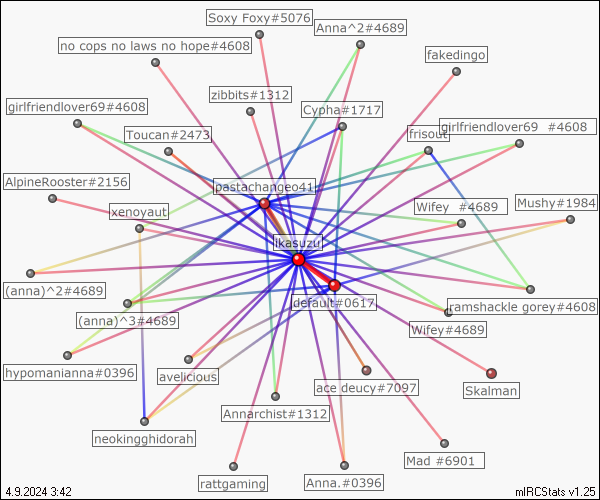 Soxy Foxy#5076
Anna^2#4689
no cops no laws no hope#4608
fakedingo
zibbits#1312
girlfriendlover69#4608
Cypha#1717
Toucan#2473
frisout
girlfriendlover69 #4608
AlpineRooster#2156
pastachangeo41
Mushy#1984
xenoyaut
Wifey #4689
likasuzu
(anna)^2#4689
default#0617
ramshackle gorey#4608
(anna)^3#4689
Wifey#4689
hypomanianna#0396
avelicious
ace deucy#7097
Skalman
Annarchist#1312
neokingghidorah
Mad #6901
rattgaming
Anna.#0396
4.9.2024 3:42
mIRCStats v1.25